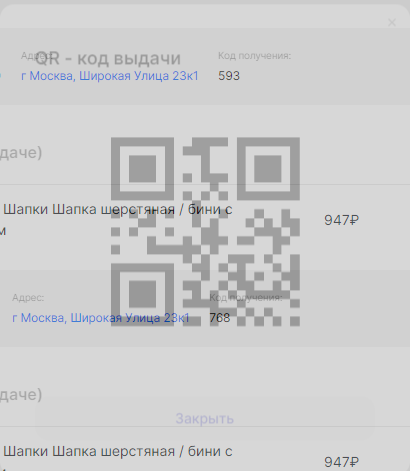 QR - код выдачи
Адрес:
Код получения:
г Москва, Широкая Улица 23к1
593
даче)
Шапки Шапка шерстяная / бини с
947₽
м
Адрес:
Код получения:
г Москва, Широкая Улица 23к1
768
даче)
Закрыть
Шапки Шапка шерстяная / бини с
947₽